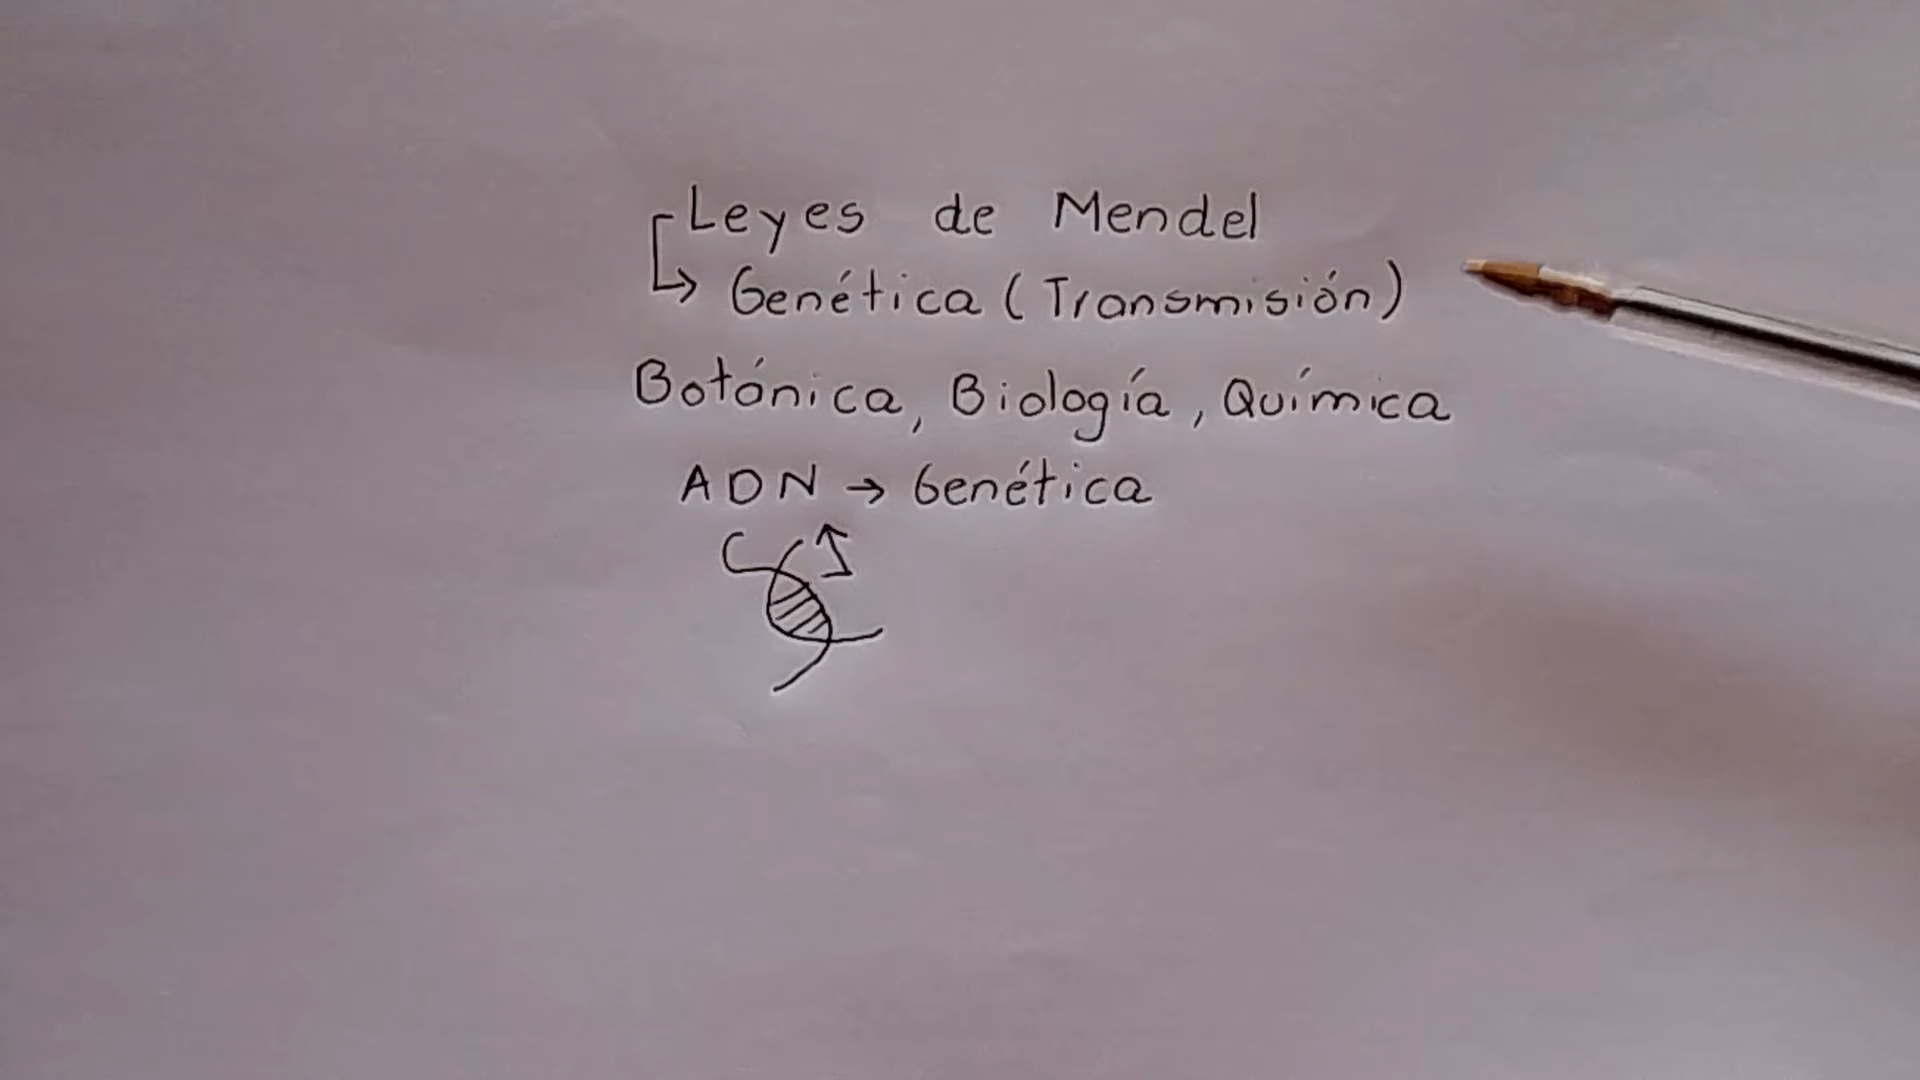 Leyes de Mendel
→ Genética (Transmisión)
Botánica, Biología, Química
ADN → Genética